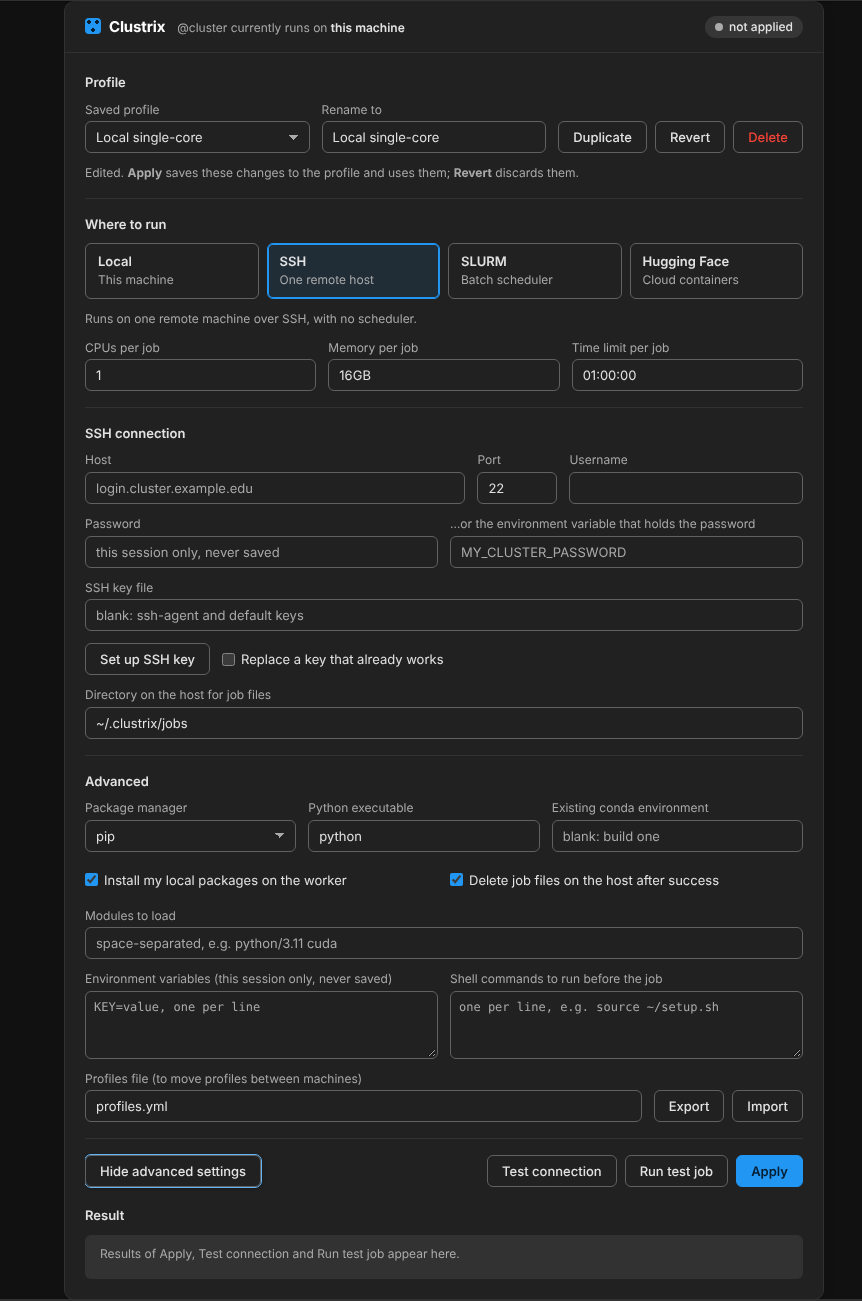 Clustrix @cluster currently runs on this machine not applied
Profile
Saved profile Rename to
Local single-core Local single-core Duplicate Revert Delete
Edited. Apply saves these changes to the profile and uses them; Revert discards them.
Where to run
Local SSH SLURM Hugging Face
This machine One remote host Batch scheduler Cloud containers
Runs on one remote machine over SSH, with no scheduler.
CPUs per job Memory per job Time limit per job
1 16GB 01:00:00
SSH connection
Host Port Username
login.cluster.example.edu 22
Password ...or the environment variable that holds the password
this session only, never saved MY_CLUSTER_PASSWORD
SSH key file
blank: ssh-agent and default keys
Set up SSH key Replace a key that already works
Directory on the host for job files
~/.clustrix/jobs
Advanced
Package manager Python executable Existing conda environment
pip python blank: build one
Install my local packages on the worker Delete job files on the host after success
Modules to load
space-separated, e.g. python/3.11 cuda
Environment variables (this session only, never saved) Shell commands to run before the job
KEY=value, one per line one per line, e.g. source ~/setup.sh
Profiles file (to move profiles between machines)
profiles.yml Export Import
Hide advanced settings Test connection Run test job Apply
Result
Results of Apply, Test connection and Run test job appear here.